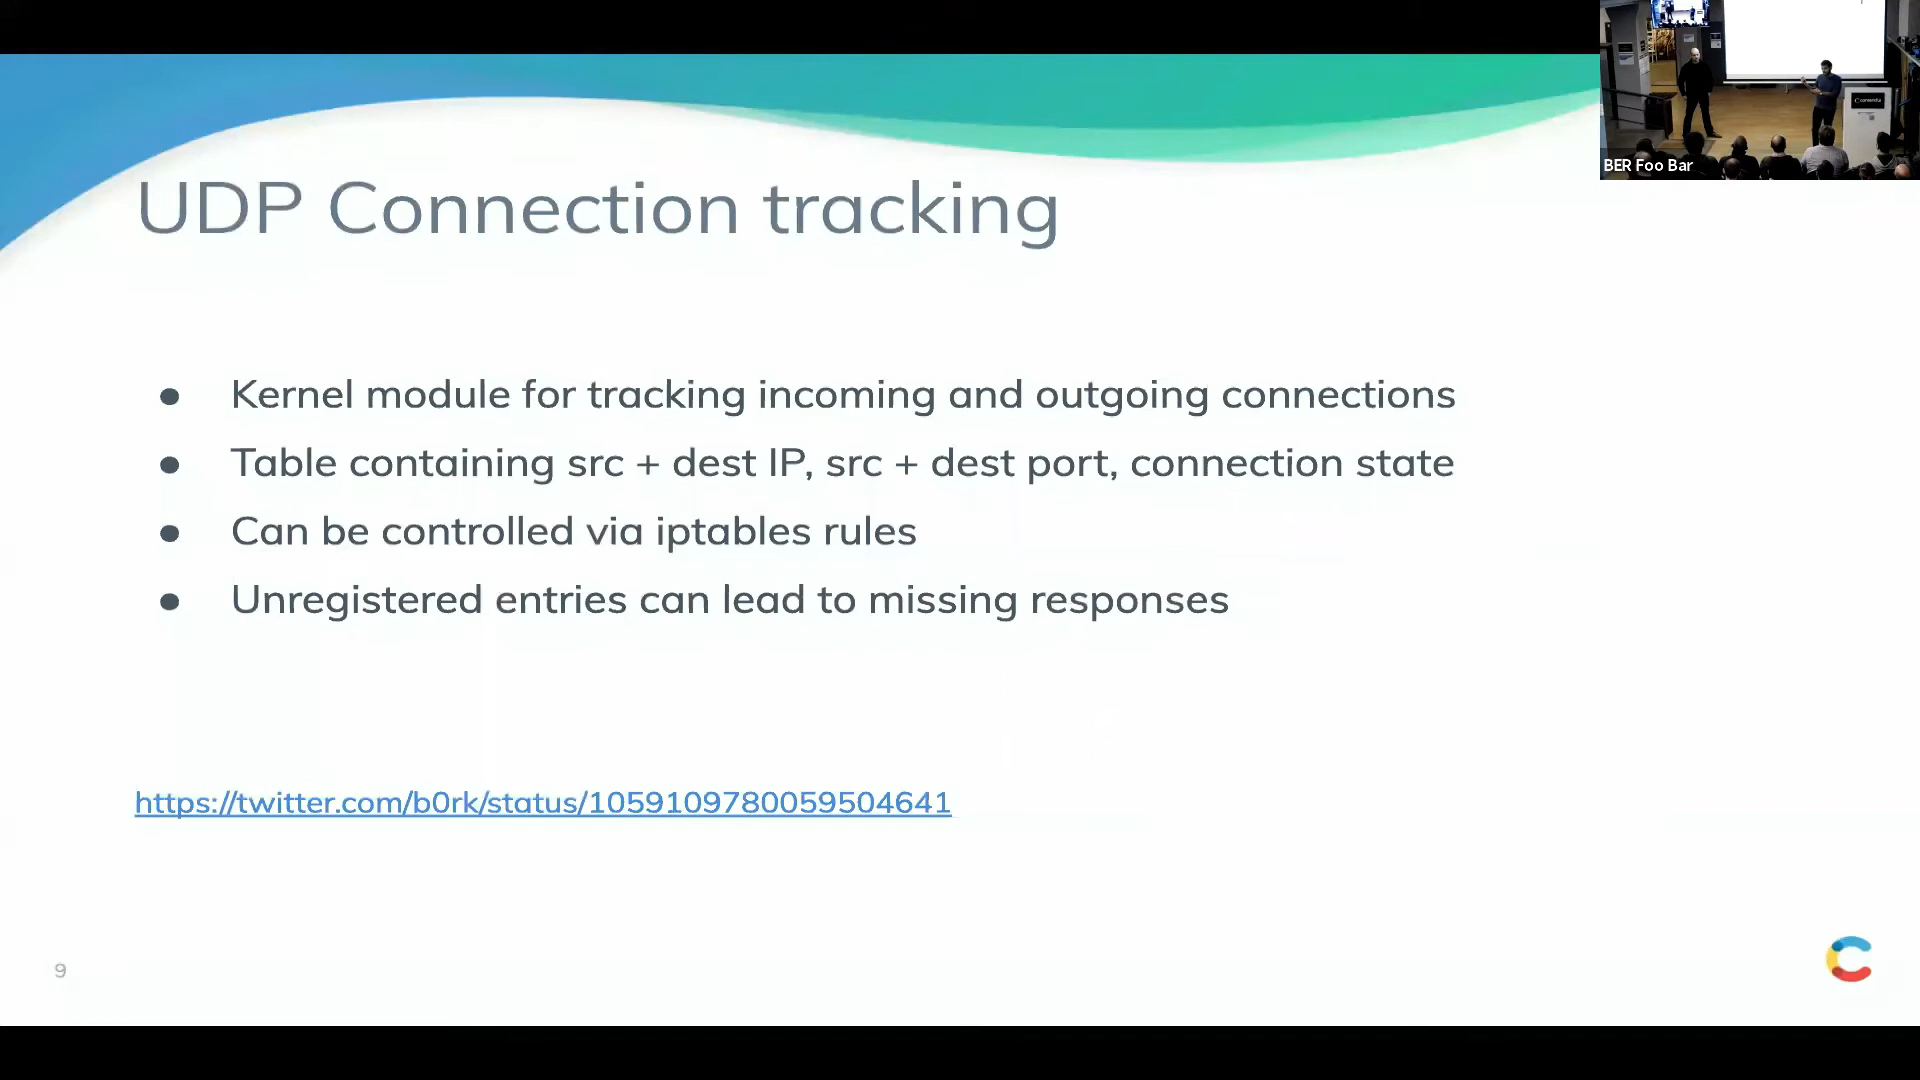 BER Foo Bar
UDP Connection tracking
● Kernel module for tracking incoming and outgoing connections
● Table containing src + dest IP, src + dest port, connection state
● Can be controlled via iptables rules
● Unregistered entries can lead to missing responses
https://twitter.com/b0rk/status/1059109780059504641
9